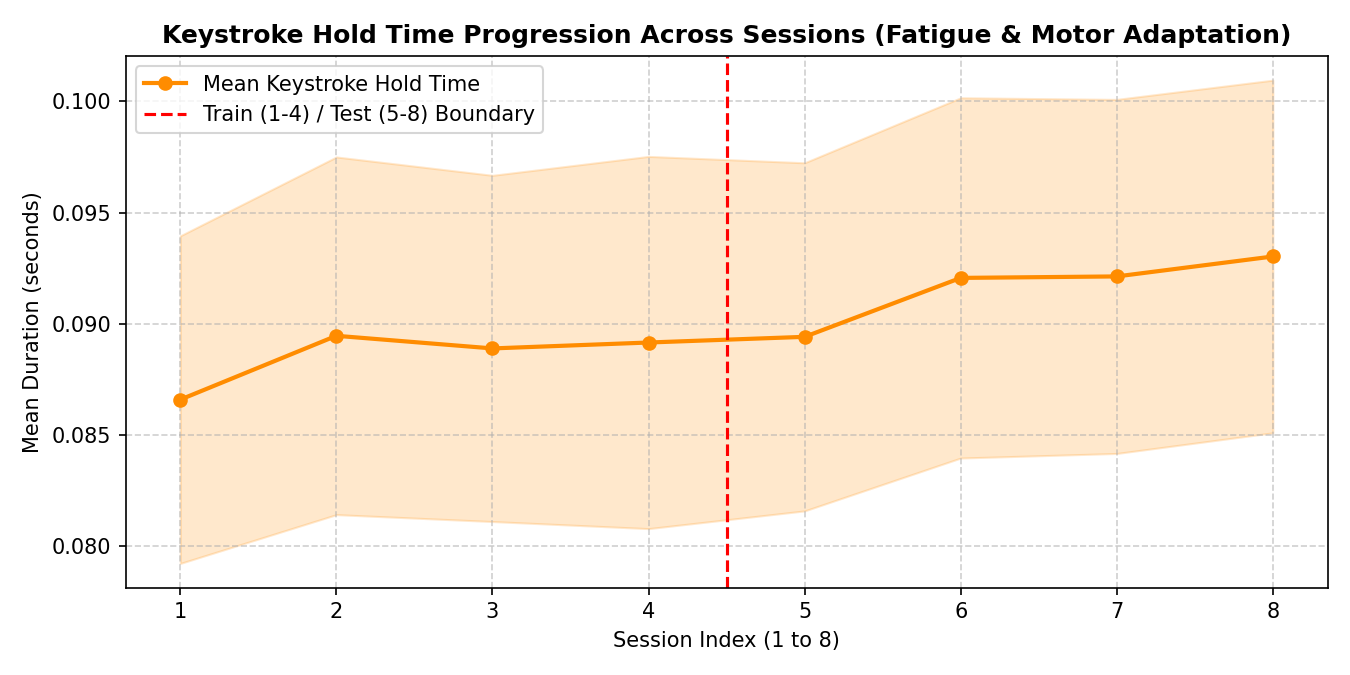 Keystroke Hold Time Progression Across Sessions (Fatigue & Motor Adaptation)
Mean Keystroke Hold Time
Train (1-4) / Test (5-8) Boundary
Mean Duration (seconds)
0.100
0.095
0.090
0.085
0.080
1 2 3 4 5 6 7 8
Session Index (1 to 8)